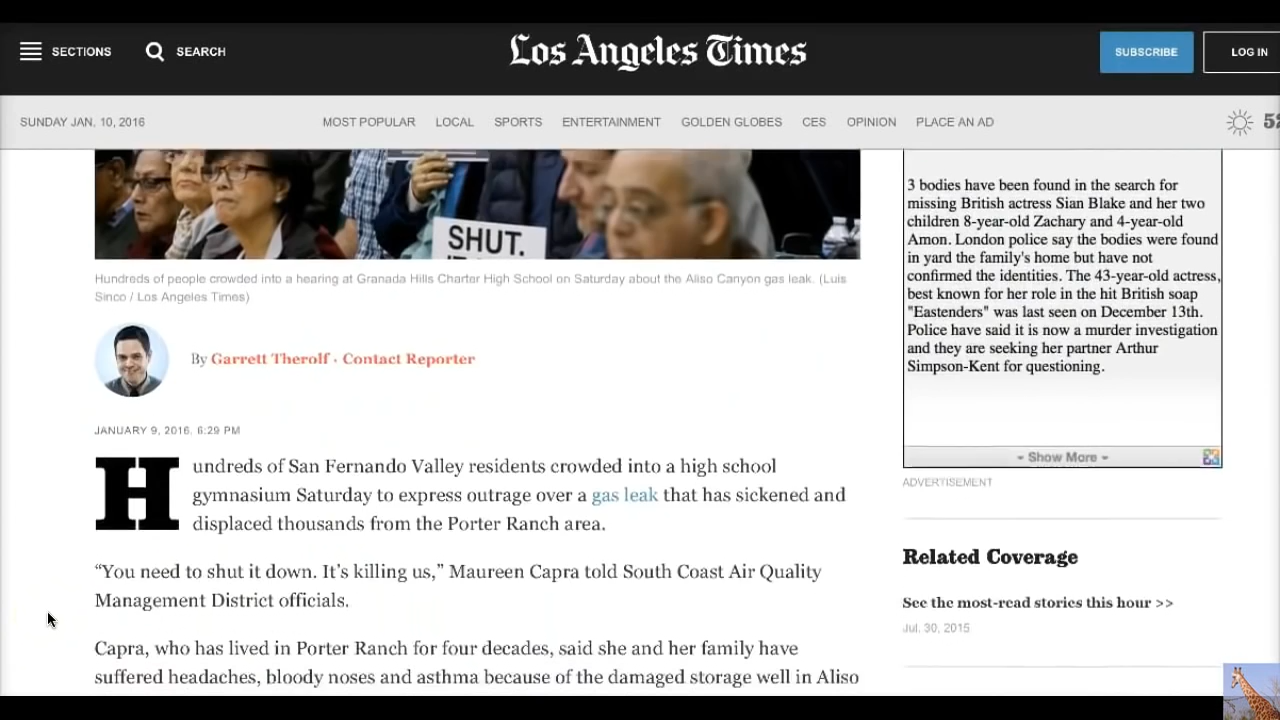 SECTIONS
SEARCH
Los Angeles Times
SUBSCRIBE
LOG IN
SUNDAY JAN. 10, 2016
MOST POPULAR
LOCAL
SPORTS
ENTERTAINMENT
GOLDEN GLOBES
CES
OPINION
PLACE AN AD
52
SHUT.
Hundreds of people crowded into a hearing at Granada Hills Charter High School on Saturday about the Aliso Canyon gas leak. (Luis
Sinco / Los Angeles Times)
By Garrett Therolf · Contact Reporter
JANUARY 9, 2016, 6:29 PM
Hundreds of San Fernando Valley residents crowded into a high school
gymnasium Saturday to express outrage over a gas leak that has sickened and
displaced thousands from the Porter Ranch area.
“You need to shut it down. It’s killing us,” Maureen Capra told South Coast Air Quality
Management District officials.
Capra, who has lived in Porter Ranch for four decades, said she and her family have
suffered headaches, bloody noses and asthma because of the damaged storage well in Aliso
3 bodies have been found in the search for
missing British actress Sian Blake and her two
children 8-year-old Zachary and 4-year-old
Amon. London police say the bodies were found
in yard the family's home but have not
confirmed the identities. The 43-year-old actress,
best known for her role in the hit British soap
"Eastenders" was last seen on December 13th.
Police have said it is now a murder investigation
and they are seeking her partner Arthur
Simpson-Kent for questioning.
Show More
ADVERTISEMENT
Related Coverage
See the most-read stories this hour >>
Jul. 30, 2015